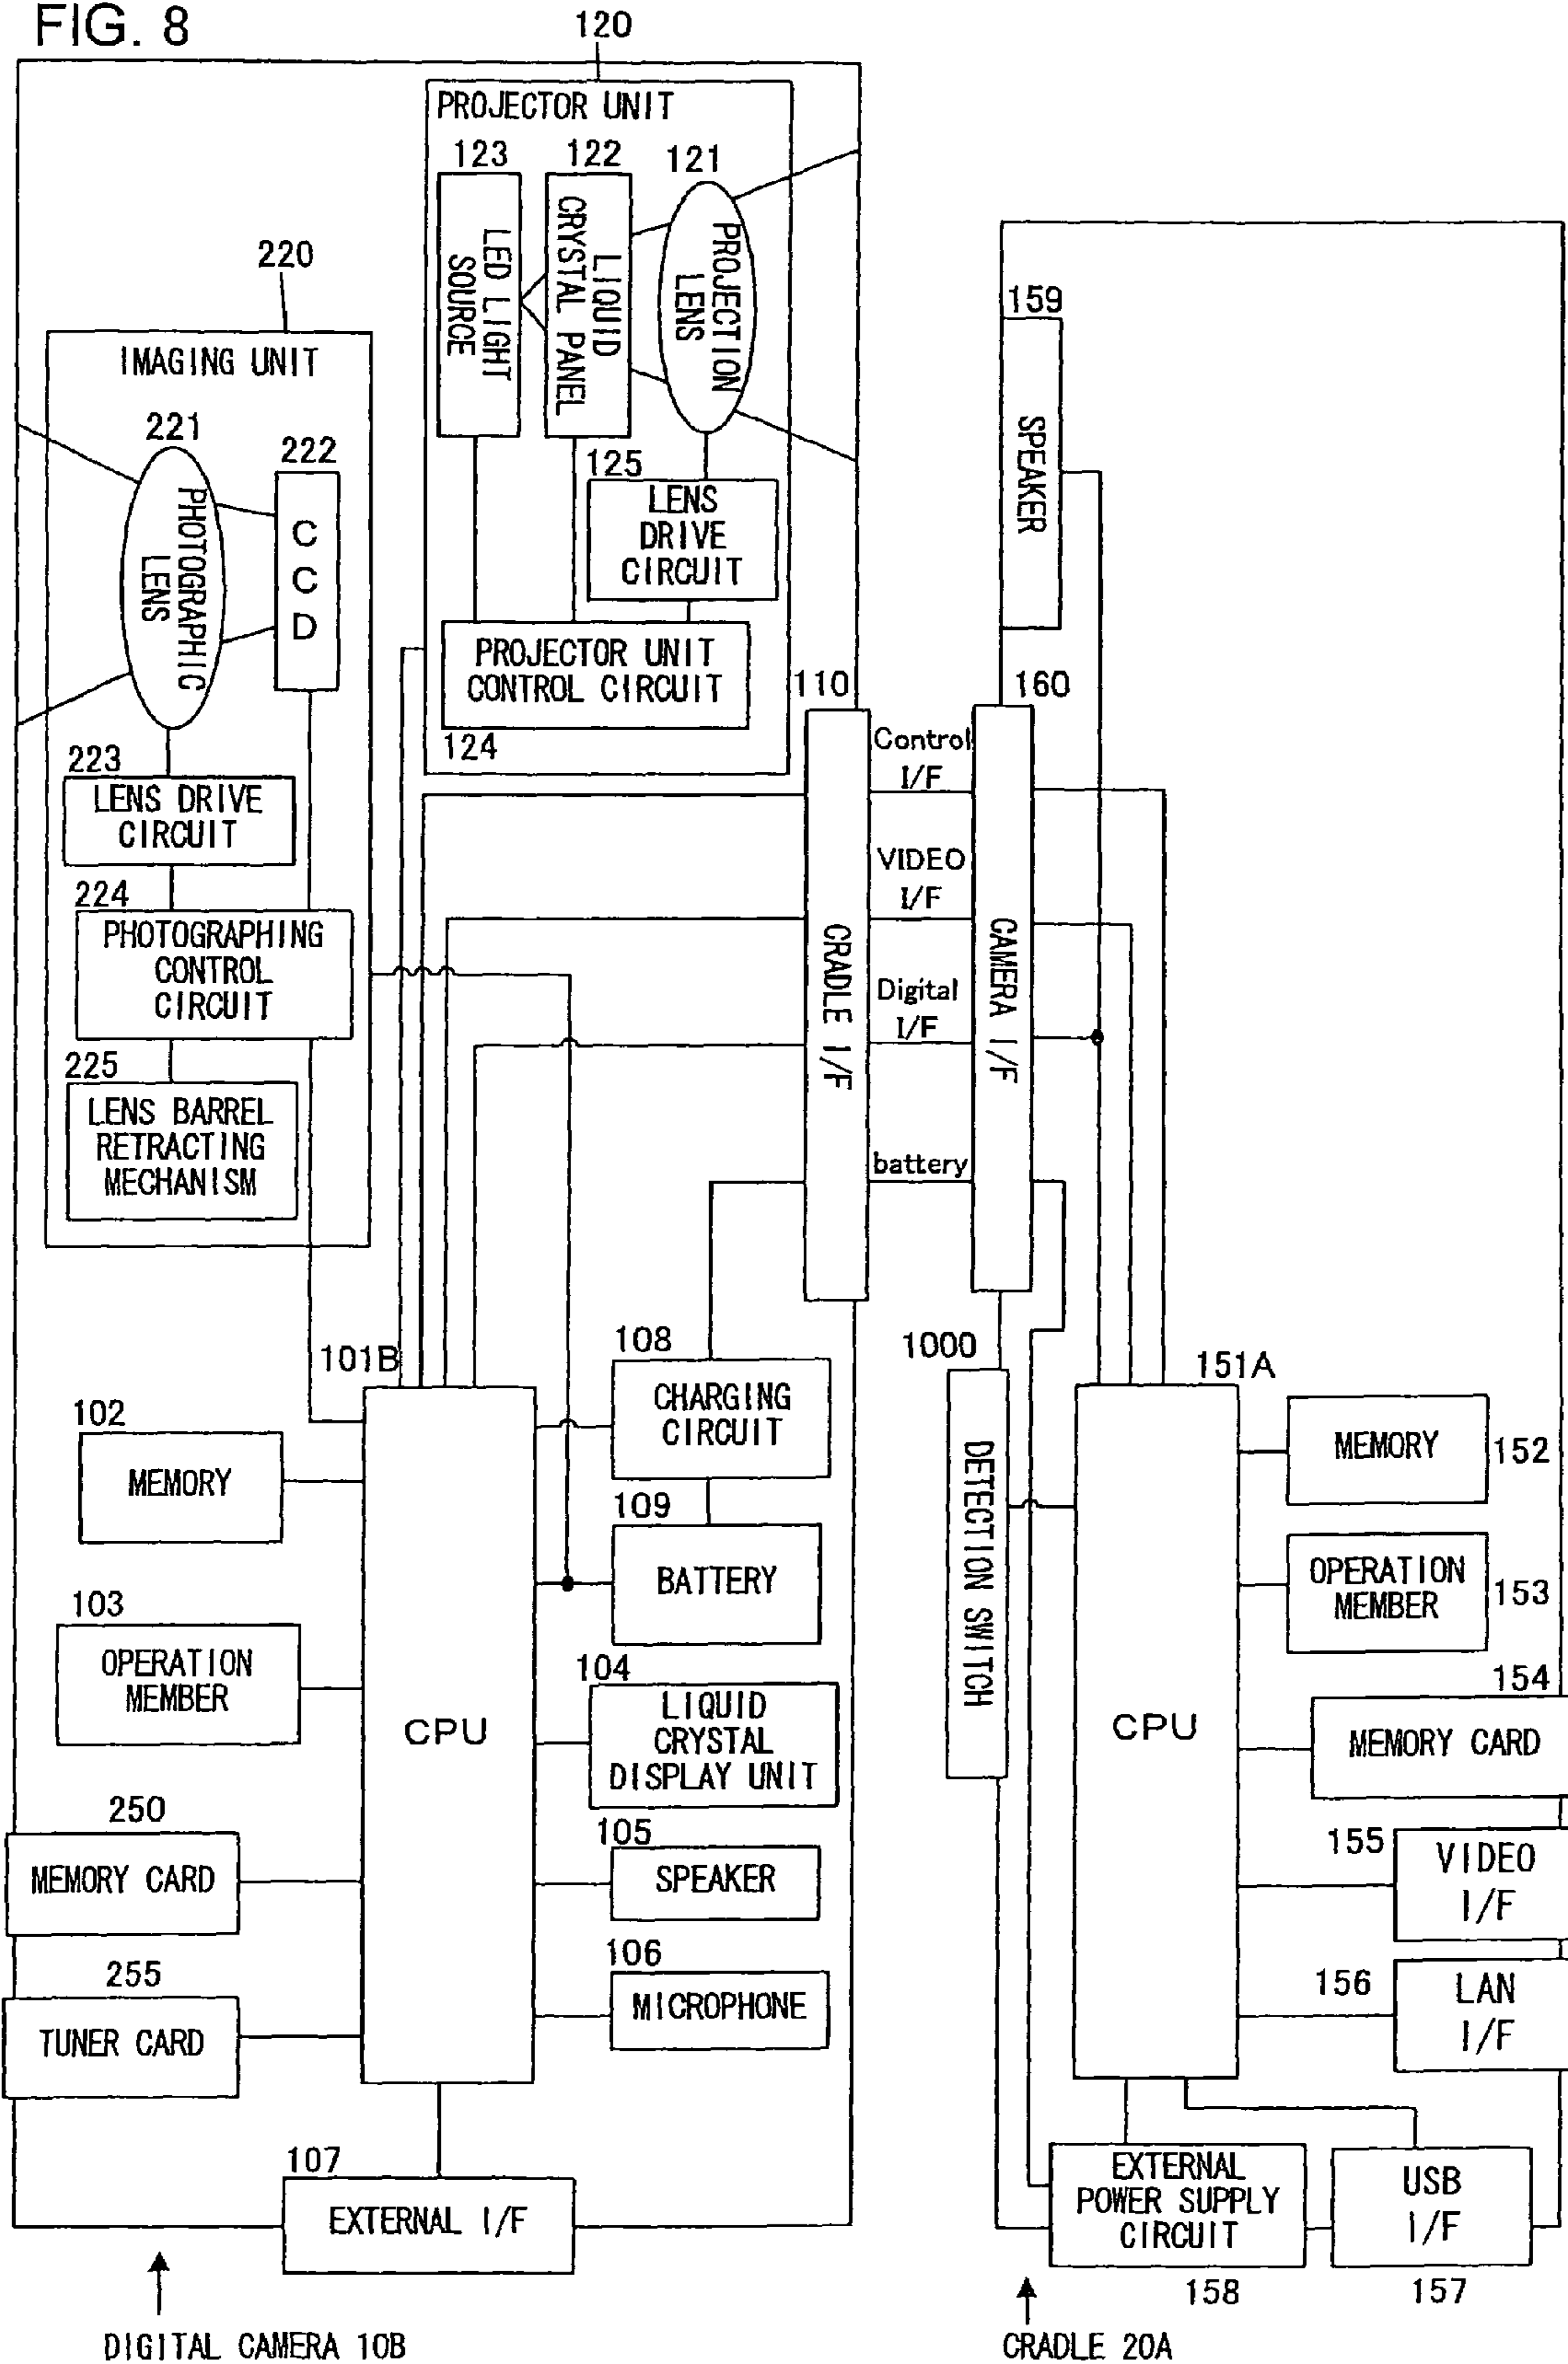 FIG. 8
120
PROJECTOR UNIT
123
122
121
LED LIGHT
SOURCE
LIQUID
CRYSTAL PANEL
PROJECTION
LENS
125
LENS
DRIVE
CIRCUIT
PROJECTOR UNIT
CONTROL CIRCUIT
124
220
IMAGING UNIT
221
222
PHOTOGRAPHIC
LENS
C
C
D
223
LENS DRIVE
CIRCUIT
224
PHOTOGRAPHING
CONTROL
CIRCUIT
225
LENS BARREL
RETRACTING
MECHANISM
110
CRADLE I/F
Control
I/F
VIDEO
I/F
Digital
I/F
battery
160
CAMERA I/F
159
SPEAKER
101B
CPU
102
MEMORY
103
OPERATION
MEMBER
250
MEMORY CARD
255
TUNER CARD
108
CHARGING
CIRCUIT
109
BATTERY
104
LIQUID
CRYSTAL
DISPLAY UNIT
105
SPEAKER
106
MICROPHONE
107
EXTERNAL I/F
DIGITAL CAMERA 10B
1000
DETECTION SWITCH
151A
CPU
MEMORY
152
OPERATION
MEMBER
153
154
MEMORY CARD
155
VIDEO
I/F
156
LAN
I/F
EXTERNAL
POWER SUPPLY
CIRCUIT
158
USB
I/F
157
CRADLE 20A